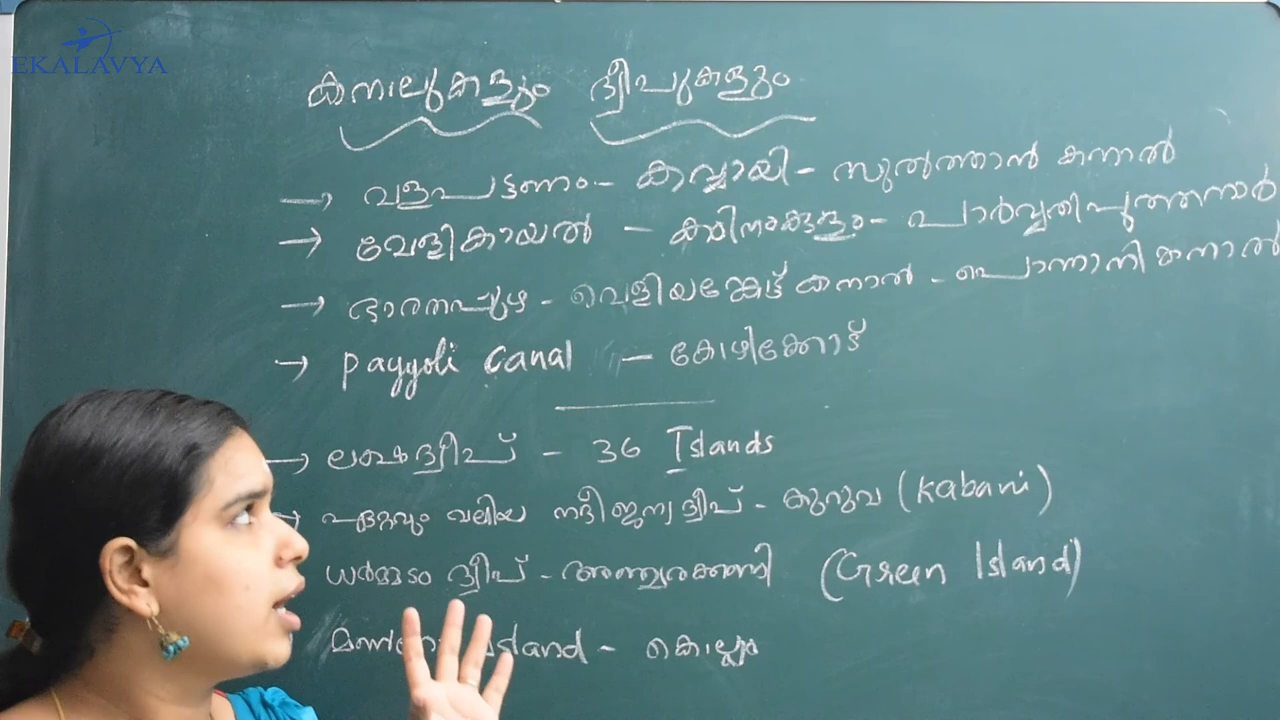 EKALAVYA
കനാലുകളും ദ്വീപുകളും
→ വളപട്ടണം - കവ്വായി - സുൽത്താൻ കനാൽ
→ വേളികായൽ - കഠിനംകുളം - പാർവ്വതിപുത്തനാർ
→ ഭാരതപ്പുഴ - വെളിയങ്കോട് കനാൽ - പൊന്നാനി കനാൽ
→ Payyoli Canal - കോഴിക്കോട്
→ ലക്ഷദ്വീപ് - 36 Islands
→ ഏറ്റവും വലിയ നദീജന്യ ദ്വീപ് - കുറുവ (Kabani)
ധർമ്മടം ദ്വീപ് - അഞ്ചരക്കണ്ടി (Green Island)
Island - കൊല്ലം